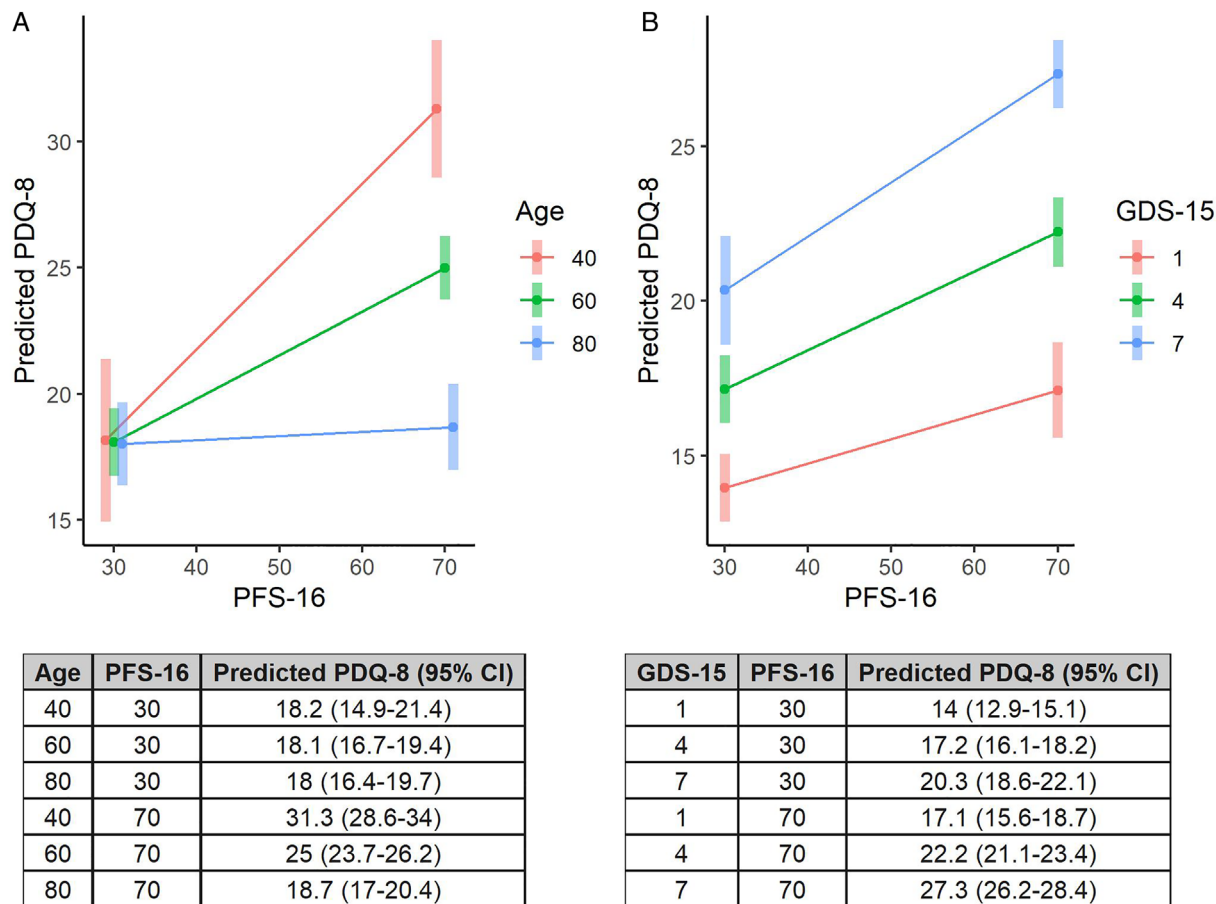 A
Predicted PDQ-8
30
25
20
15
30 40 50 60 70
PFS-16
Age
40
60
80
B
Predicted PDQ-8
25
20
15
30 40 50 60 70
PFS-16
GDS-15
1
4
7
Age PFS-16 Predicted PDQ-8 (95% CI)
40 30 18.2 (14.9-21.4)
60 30 18.1 (16.7-19.4)
80 30 18 (16.4-19.7)
40 70 31.3 (28.6-34)
60 70 25 (23.7-26.2)
80 70 18.7 (17-20.4)
GDS-15 PFS-16 Predicted PDQ-8 (95% CI)
1 30 14 (12.9-15.1)
4 30 17.2 (16.1-18.2)
7 30 20.3 (18.6-22.1)
1 70 17.1 (15.6-18.7)
4 70 22.2 (21.1-23.4)
7 70 27.3 (26.2-28.4)